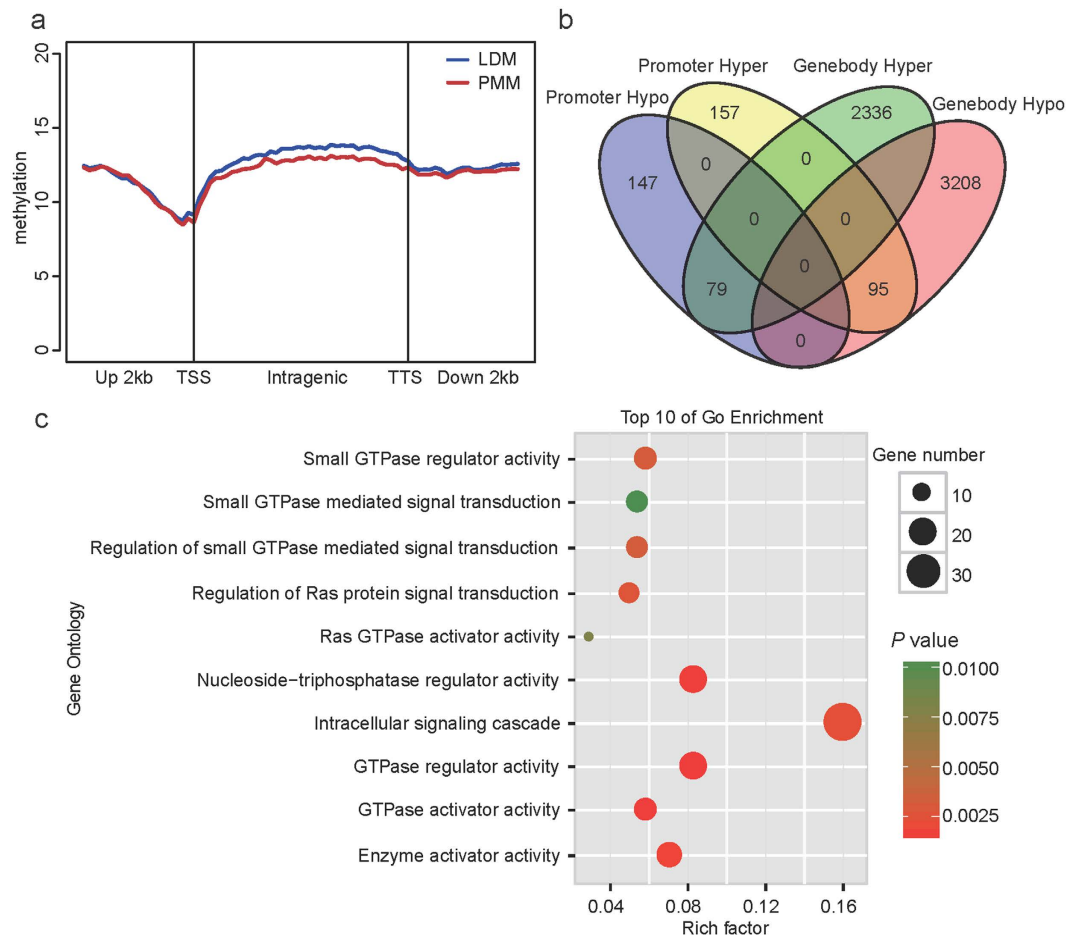 a
20
15
10
5
0
methylation
LDM
PMM
Up 2kb
TSS
Intragenic
TTS
Down 2kb
b
Promoter Hyper
Genebody Hyper
Promoter Hypo
Genebody Hypo
157
2336
0
0
147
3208
0
0
0
79
95
0
c
Top 10 of Go Enrichment
Gene Ontology
Small GTPase regulator activity
Small GTPase mediated signal transduction
Regulation of small GTPase mediated signal transduction
Regulation of Ras protein signal transduction
Ras GTPase activator activity
Nucleoside-triphosphatase regulator activity
Intracellular signaling cascade
GTPase regulator activity
GTPase activator activity
Enzyme activator activity
0.04
0.08
0.12
0.16
Rich factor
Gene number
10
20
30
P value
0.0100
0.0075
0.0050
0.0025